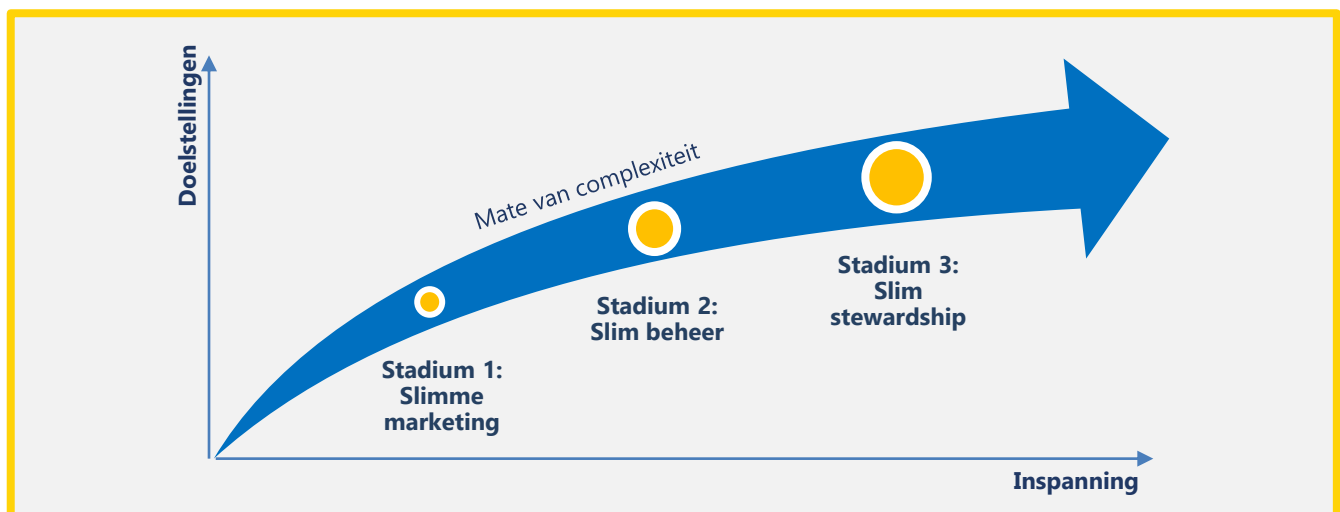 Doelstellingen
Mate van complexiteit
Stadium 1:
Slimme
marketing
Stadium 2:
Slim beheer
Stadium 3:
Slim
stewardship
Inspanning